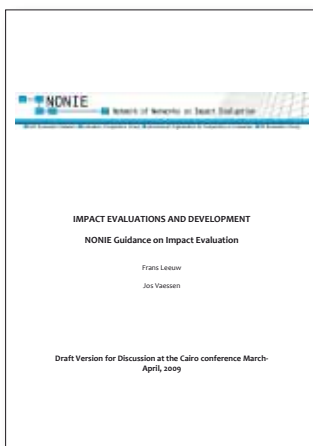 NONIE
Network of Networks on Impact Evaluation
IMPACT EVALUATIONS AND DEVELOPMENT
NONIE Guidance on Impact Evaluation
Frans Leeuw
Jos Vaessen
Draft Version for Discussion at the Cairo conference March-
April, 2009